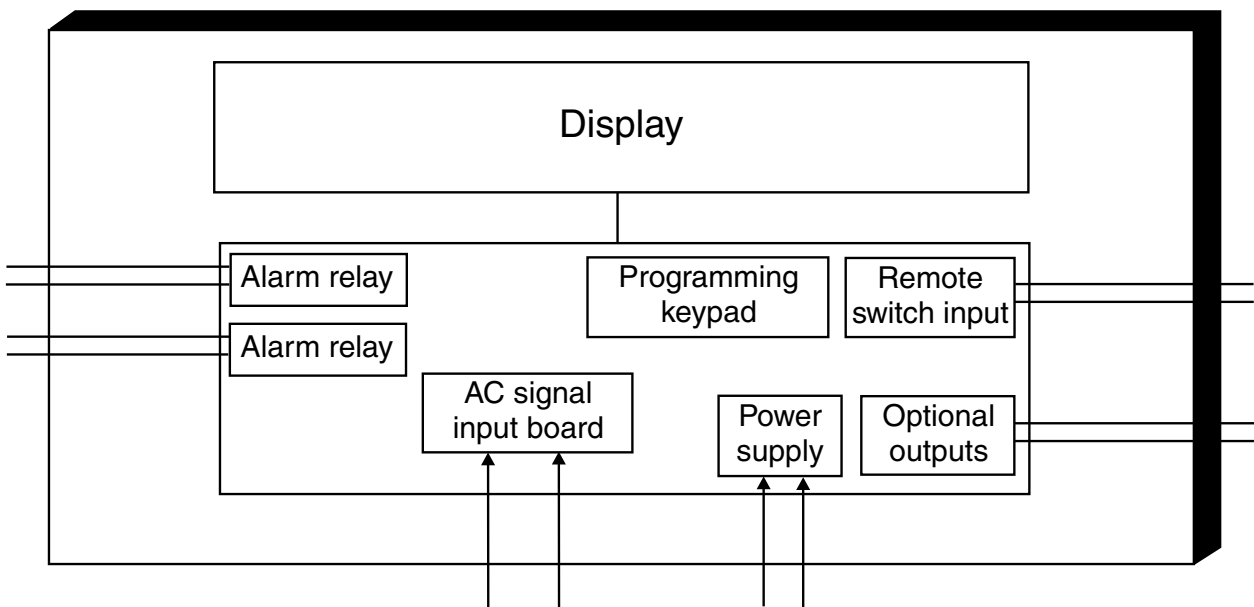 Display
Alarm relay
Programming
keypad
Remote
switch input
Alarm relay
AC signal
input board
Power
supply
Optional
outputs